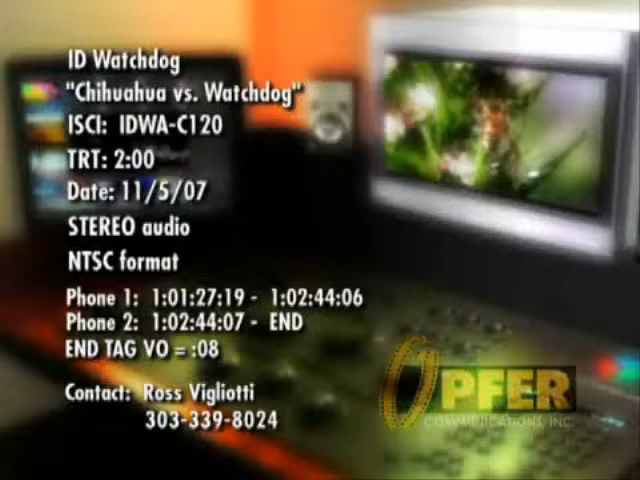 ID Watchdog
"Chihuahua vs. Watchdog"
ISCI: IDWA-C120
TRT: 2:00
Date: 11/5/07
STEREO audio
NTSC format
Phone 1: 1:01:27:19 - 1:02:44:06
Phone 2: 1:02:44:07 - END
END TAG VO = :08
Contact: Ross Vigliotti
303-339-8024
OPFER
COMMUNICATIONS, INC.